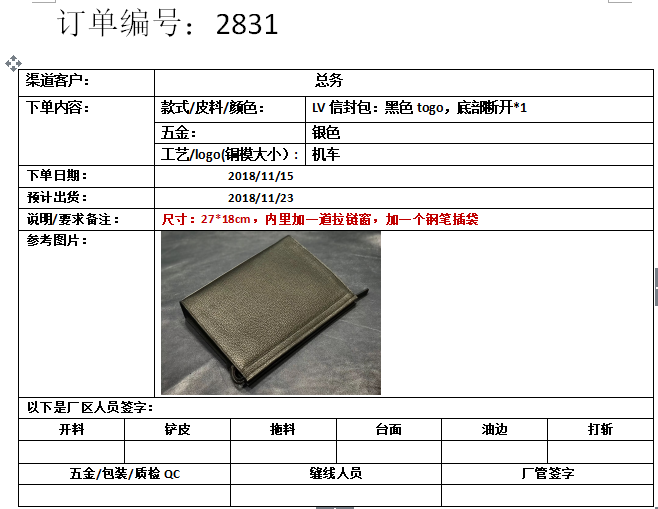 订单编号：2831
渠道客户： 总务
下单内容： 款式/皮料/颜色： LV 信封包：黑色 togo，底部断开*1
五金： 银色
工艺/logo(铜模大小）： 机车
下单日期： 2018/11/15
预计出货： 2018/11/23
说明/要求备注： 尺寸：27*18cm，内里加一道拉链窗，加一个钢笔插袋
参考图片：
以下是厂区人员签字：
开料 铲皮 拖料 台面 油边 打折
五金/包装/质检 QC 缝线人员 厂管签字